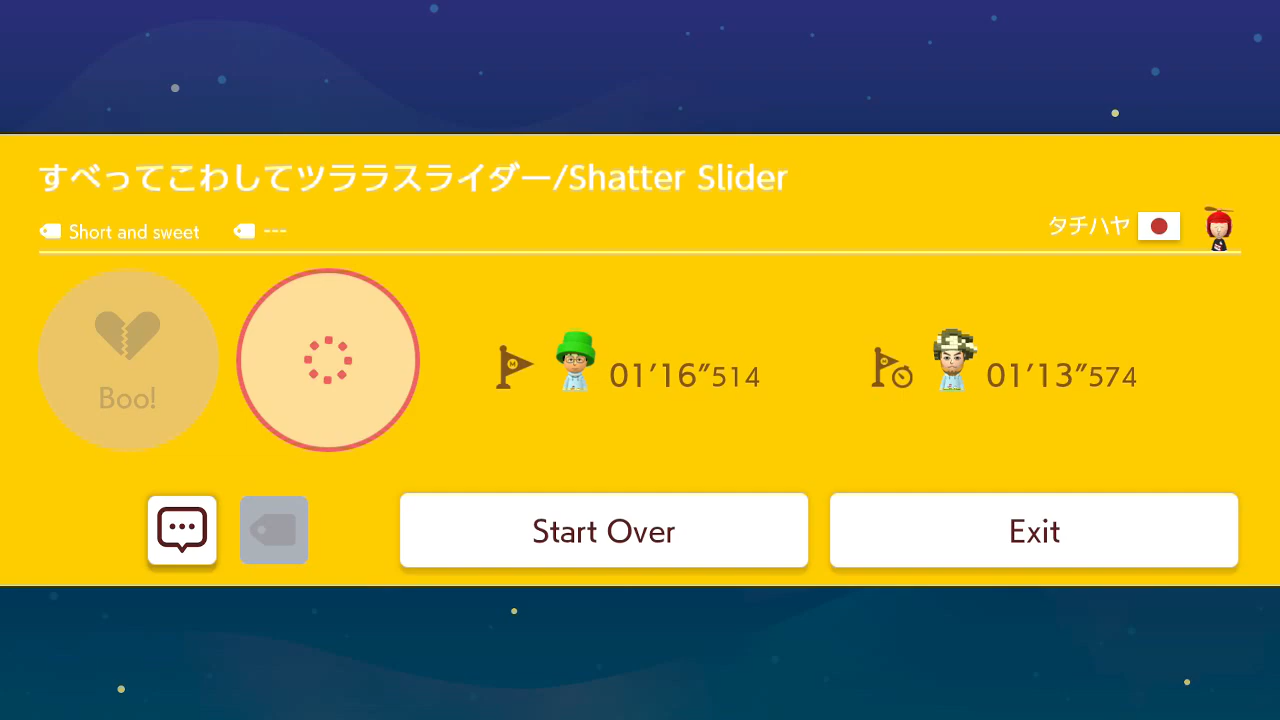 すべってこわしてツララスライダー/Shatter Slider
Short and sweet ---
タチハヤ
Boo!
M 01'16"514
M 01'13"574
Start Over
Exit